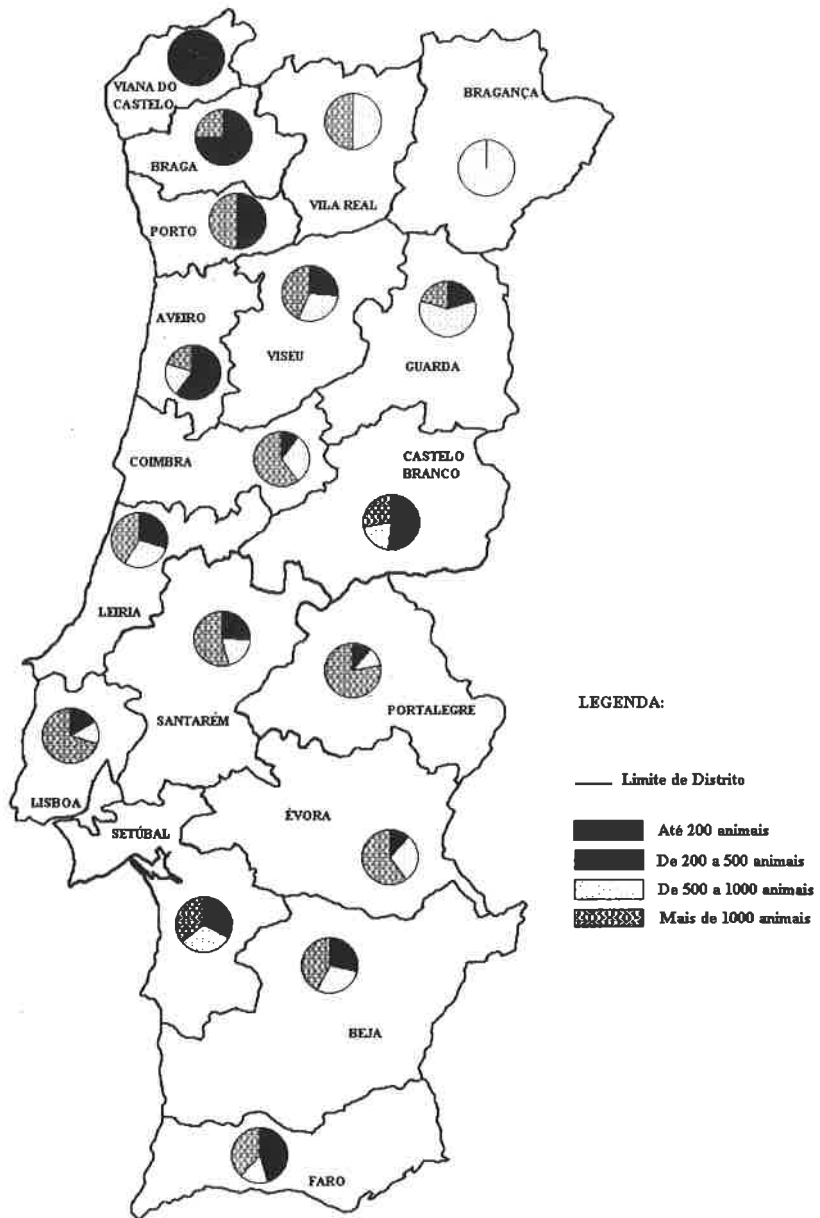 VIANA DO
CASTELO
BRAGANÇA
BRAGA
VILA REAL
PORTO
AVEIRO
VISEU
GUARDA
COIMBRA
CASTELO
BRANCO
LEIRIA
SANTARÉM
PORTALEGRE
LEGENDA:
LISBOA
Limite de Distrito
SETÚBAL
ÉVORA
Até 200 animais
De 200 a 500 animais
De 500 a 1000 animais
Mais de 1000 animais
BEJA
FARO